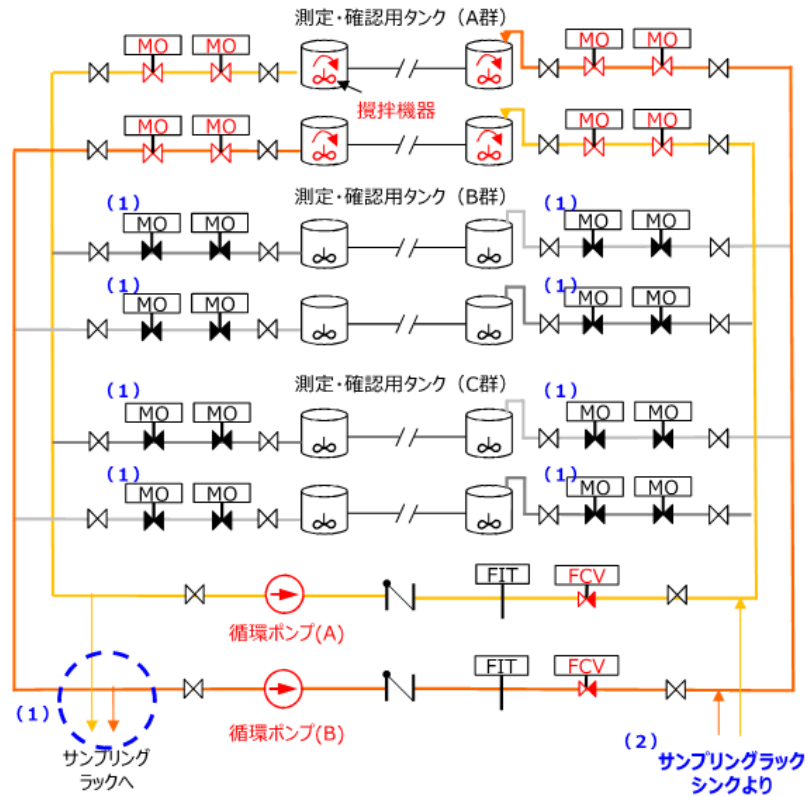 測定・確認用タンク（A群）
MO MO MO MO
攪拌機器
MO MO MO MO
測定・確認用タンク（B群）
（1） （1）
MO MO MO MO
（1） （1）
MO MO MO MO
測定・確認用タンク（C群）
（1） （1）
MO MO MO MO
（1） （1）
MO MO MO MO
FIT FCV
循環ポンプ(A)
FIT FCV
（1）
循環ポンプ(B)
（2）
サンプリング
ラックへ
サンプリングラック
シンクより